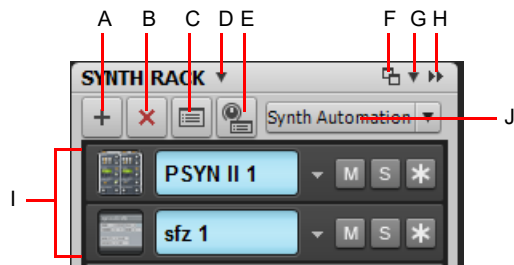 A B C D E F G H
SYNTH RACK
Synth Automation
J
I
PSYN II 1
M S
sfz 1
M S